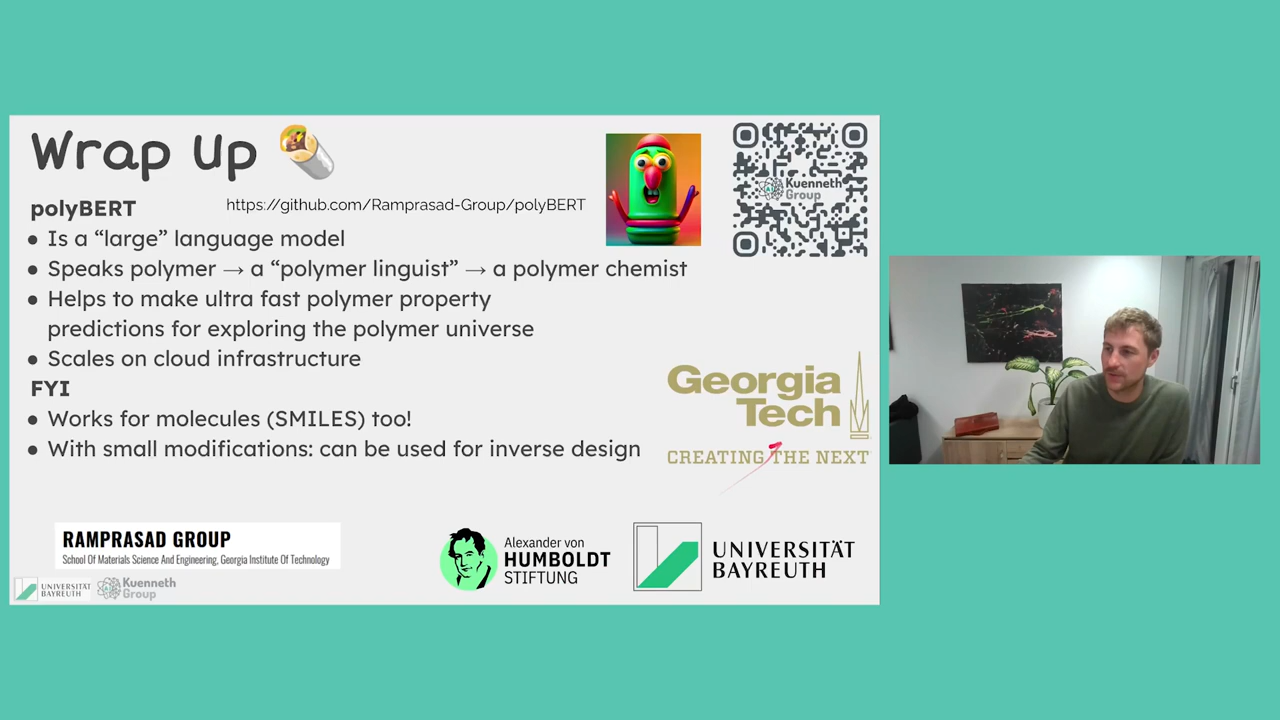 Wrap Up
polyBERT
https://github.com/Ramprasad-Group/polyBERT
● Is a “large” language model
● Speaks polymer → a “polymer linguist” → a polymer chemist
● Helps to make ultra fast polymer property
predictions for exploring the polymer universe
● Scales on cloud infrastructure
FYI
● Works for molecules (SMILES) too!
● With small modifications: can be used for inverse design
Kuenneth
Group
Georgia
Tech
CREATING THE NEXT
RAMPRASAD GROUP
School Of Materials Science And Engineering, Georgia Institute Of Technology
Alexander von
HUMBOLDT
STIFTUNG
UNIVERSITÄT
BAYREUTH
UNIVERSITÄT
BAYREUTH
Kuenneth
Group